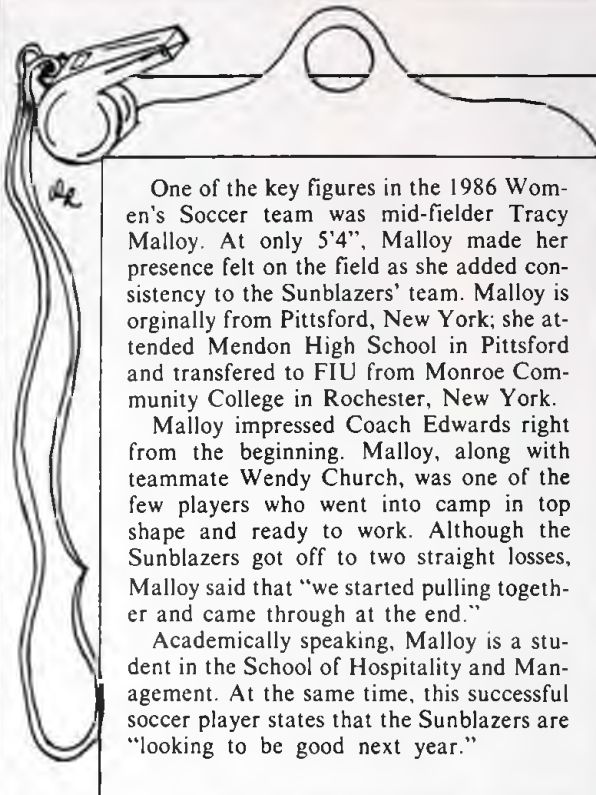 One of the key figures in the 1986 Wom-
en's Soccer team was mid-fielder Tracy
Malloy. At only 5'4", Malloy made her
presence felt on the field as she added con-
sistency to the Sunblazers' team. Malloy is
orginally from Pittsford, New York; she at-
tended Mendon High School in Pittsford
and transfered to FIU from Monroe Com-
munity College in Rochester, New York.
Malloy impressed Coach Edwards right
from the beginning. Malloy, along with
teammate Wendy Church, was one of the
few players who went into camp in top
shape and ready to work. Although the
Sunblazers got off to two straight losses,
Malloy said that "we started pulling togeth-
er and came through at the end."
Academically speaking, Malloy is a stu-
dent in the School of Hospitality and Man-
agement. At the same time, this successful
soccer player states that the Sunblazers are
"looking to be good next year."